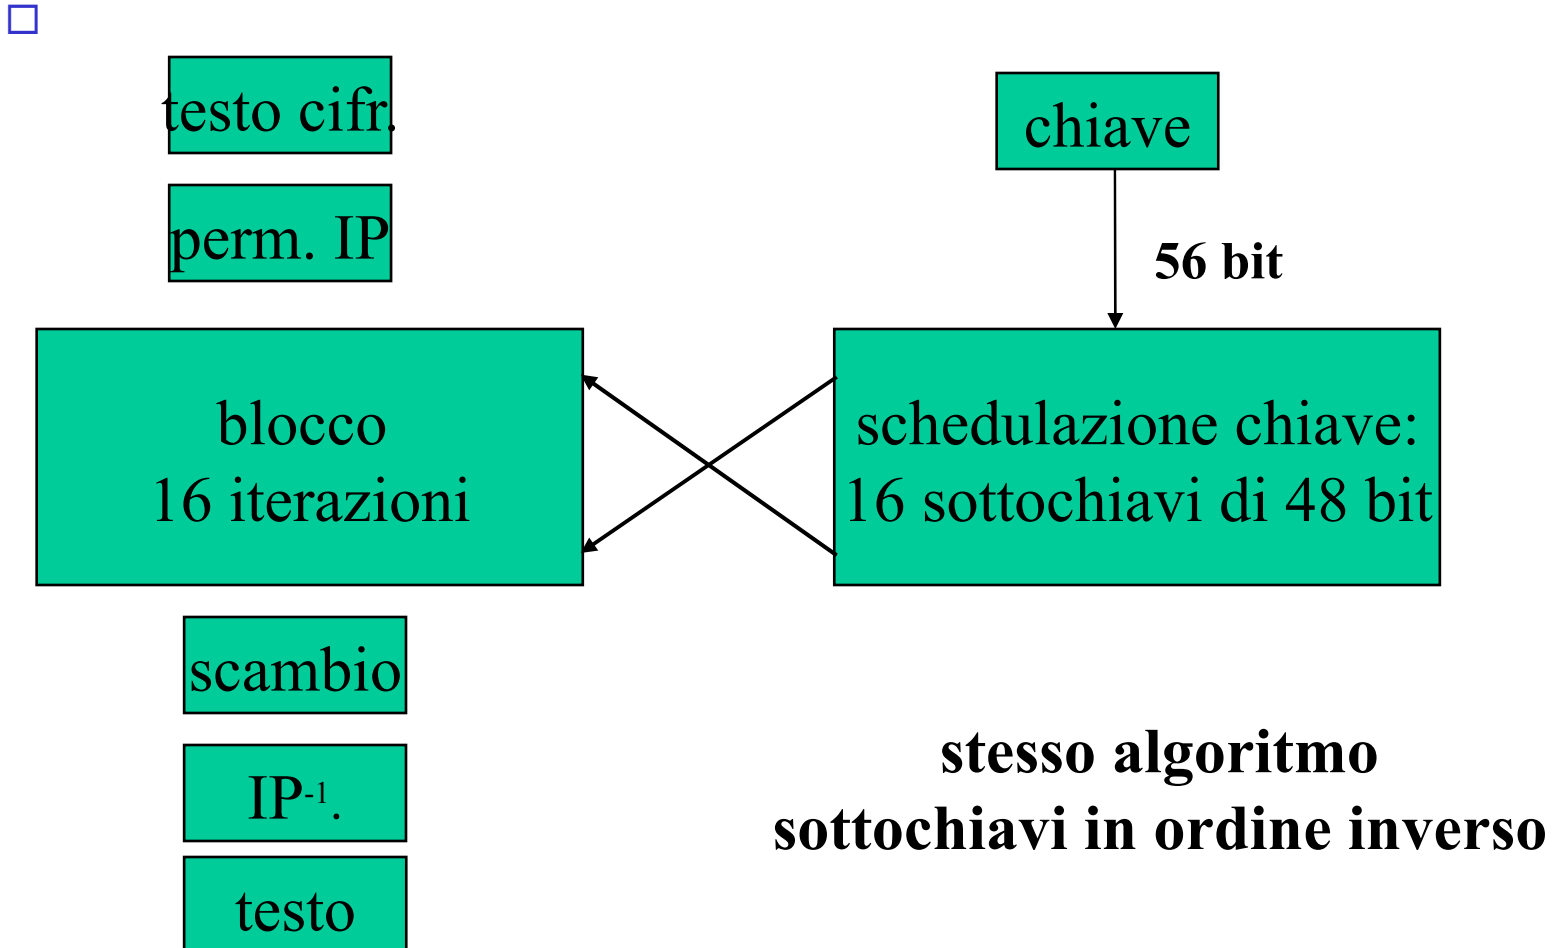 testo cifr.
chiave
perm. IP
56 bit
blocco
16 iterazioni
schedulazione chiave:
16 sottochiavi di 48 bit
scambio
IP-1.
stesso algoritmo
sottochiavi in ordine inverso
testo